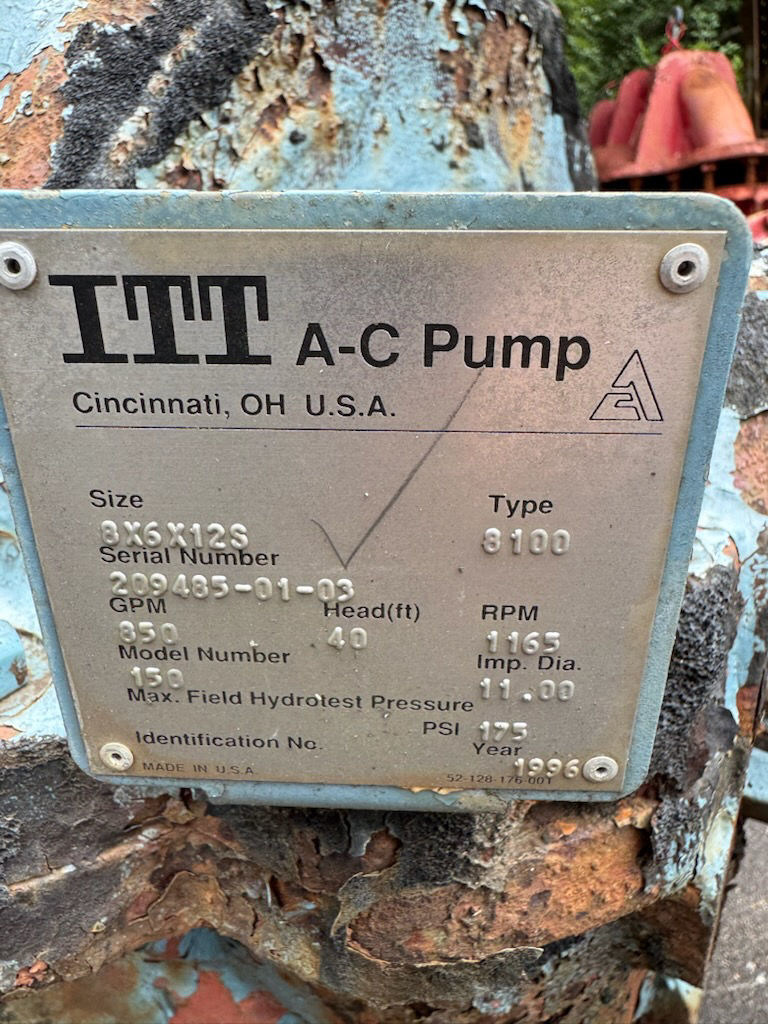 ITT A-C Pump
Cincinnati, OH U.S.A.
Size Type
8X6X12S 8100
Serial Number
209485-01-03
GPM Head(ft) RPM
850 40 1165
Model Number Imp. Dia.
150 11.00
Max. Field Hydrotest Pressure
PSI 175
Identification No. Year
1996
MADE IN U.S.A. 52-128-176-001